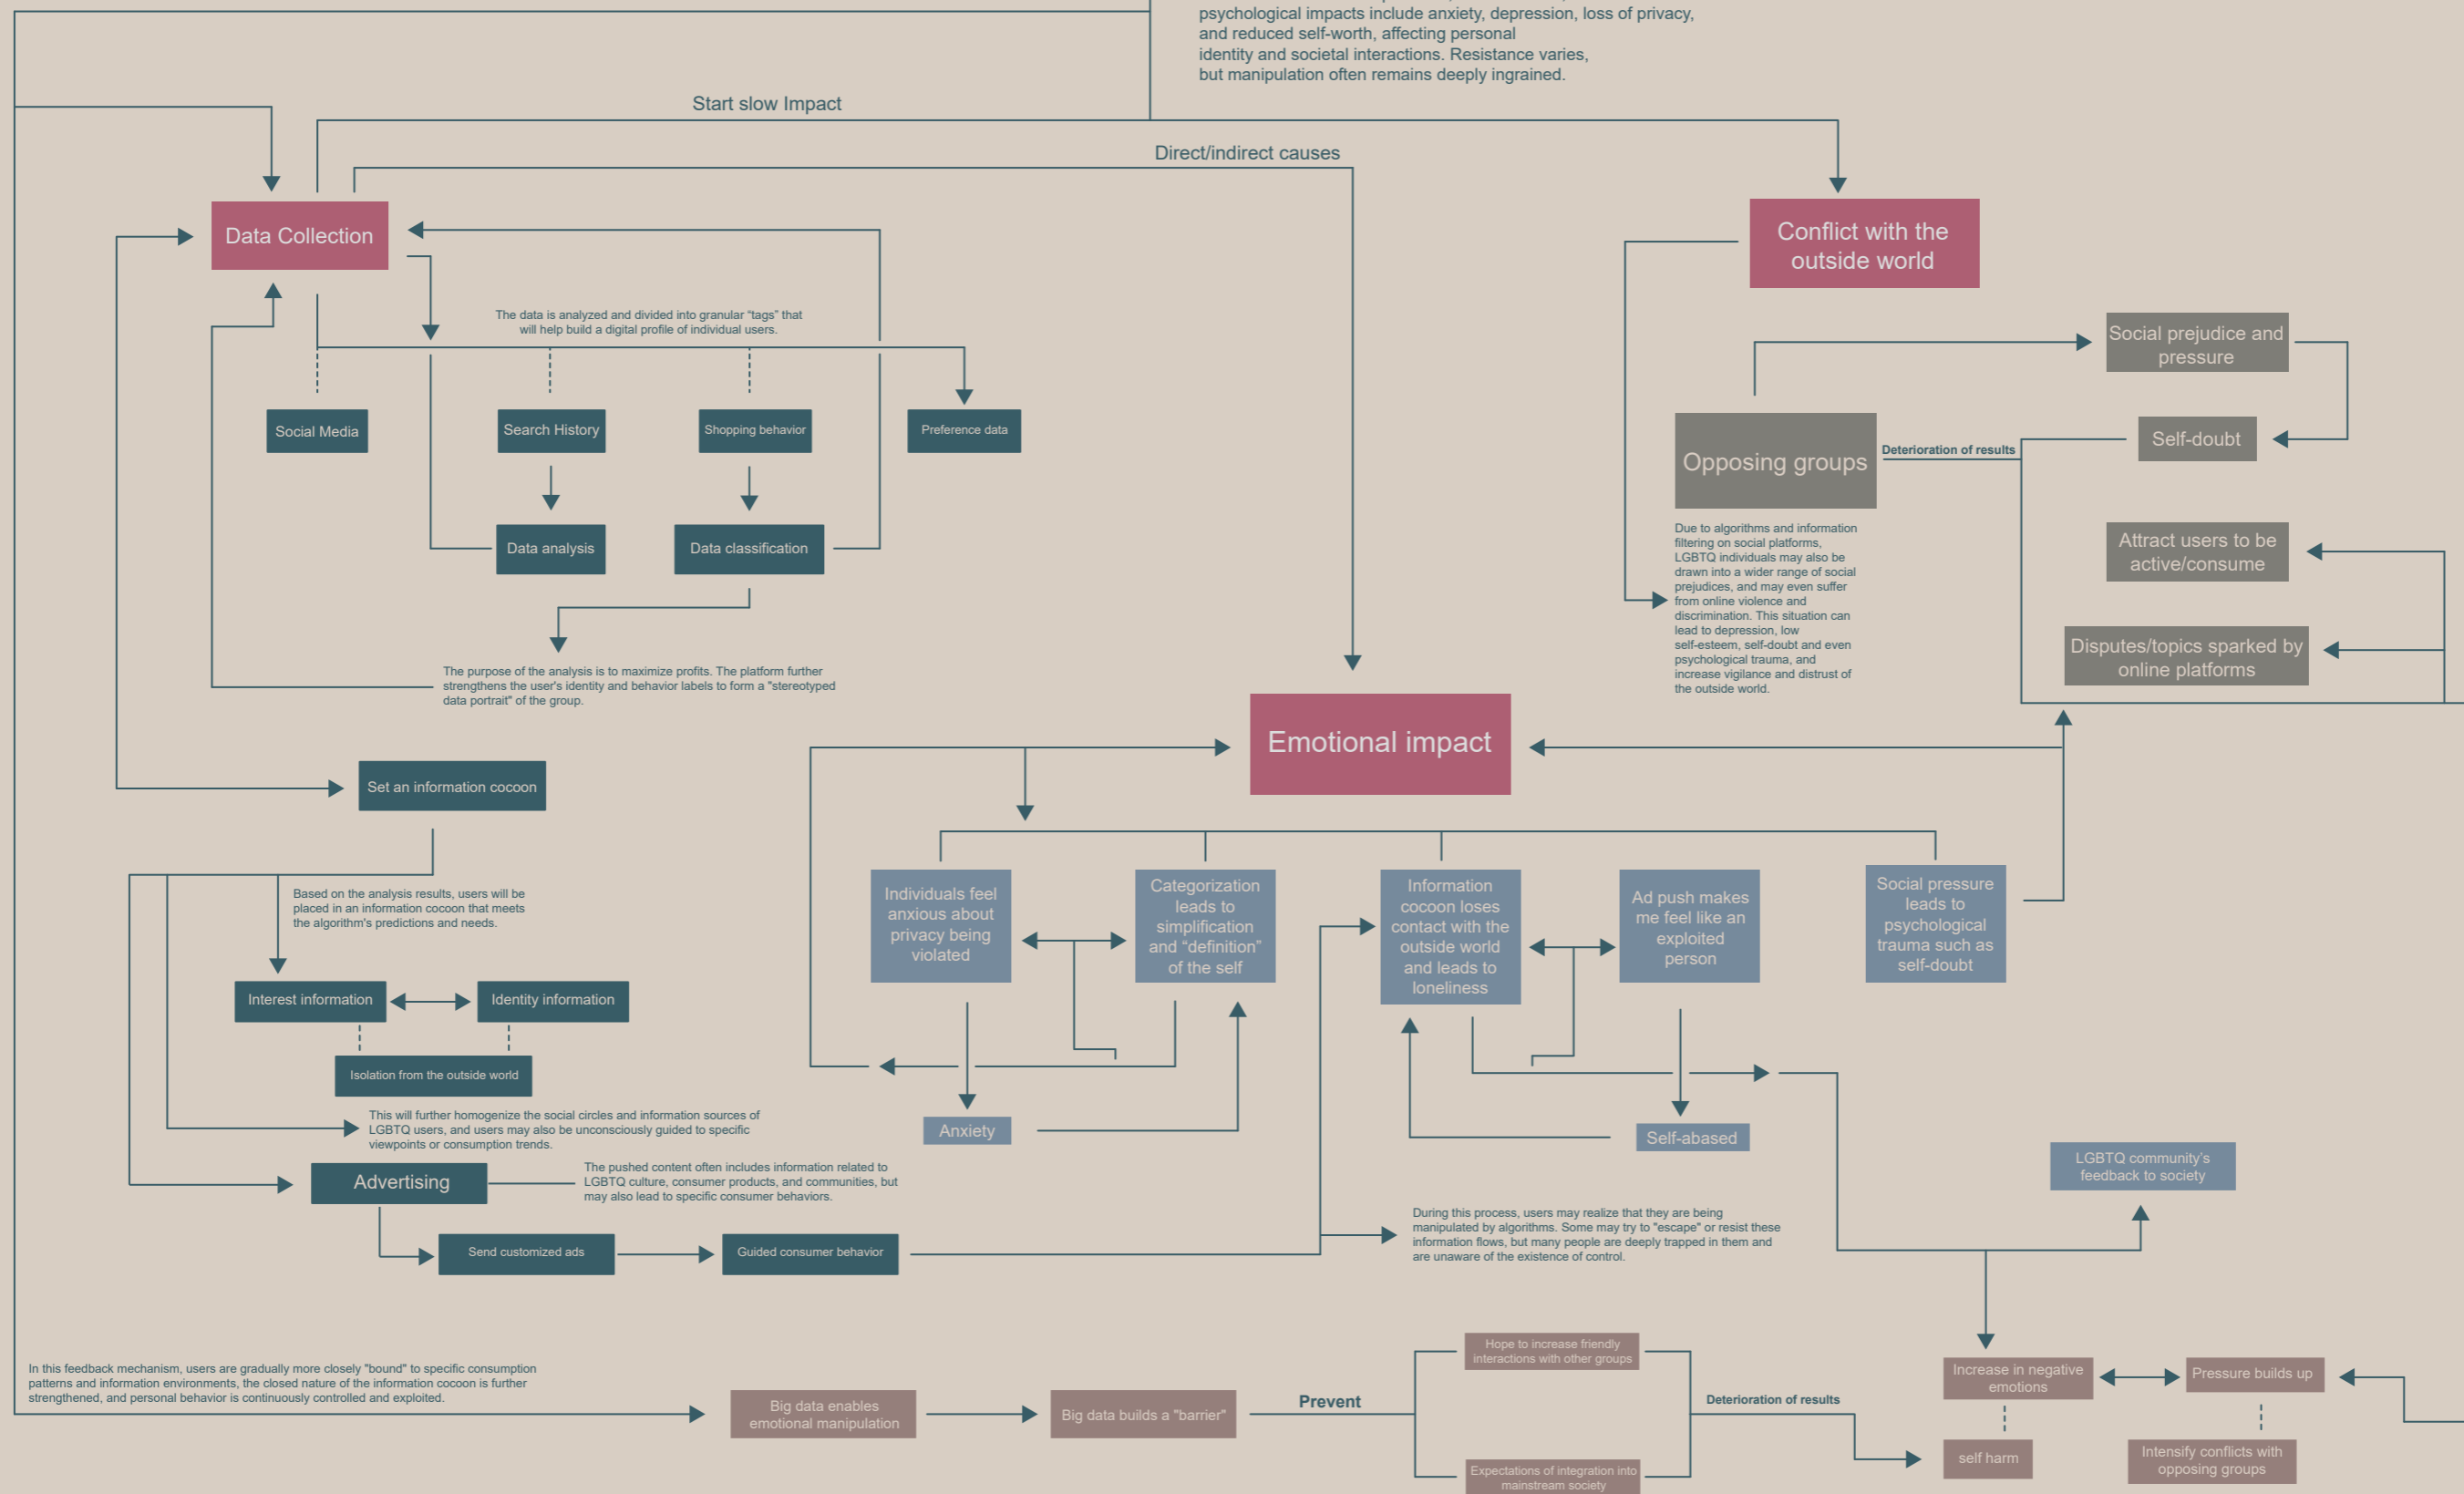 psychological impacts include anxiety, depression, loss of privacy,
and reduced self-worth, affecting personal
identity and societal interactions. Resistance varies,
but manipulation often remains deeply ingrained.
Start slow Impact
Direct/indirect causes
Data Collection
Conflict with the
outside world
The data is analyzed and divided into granular “tags” that
will help build a digital profile of individual users.
Social prejudice and
pressure
Social Media
Search History
Shopping behavior
Preference data
Opposing groups
Deterioration of results
Self-doubt
Data analysis
Data classification
Due to algorithms and information
filtering on social platforms,
LGBTQ individuals may also be
drawn into a wider range of social
prejudices, and may even suffer
from online violence and
discrimination. This situation can
lead to depression, low
self-esteem, self-doubt and even
psychological trauma, and
increase vigilance and distrust of
the outside world.
Attract users to be
active/consume
Disputes/topics sparked by
online platforms
The purpose of the analysis is to maximize profits. The platform further
strengthens the user's identity and behavior labels to form a "stereotyped
data portrait" of the group.
Emotional impact
Set an information cocoon
Based on the analysis results, users will be
placed in an information cocoon that meets
the algorithm's predictions and needs.
Individuals feel
anxious about
privacy being
violated
Categorization
leads to
simplification
and “definition”
of the self
Information
cocoon loses
contact with the
outside world
and leads to
loneliness
Ad push makes
me feel like an
exploited
person
Social pressure
leads to
psychological
trauma such as
self-doubt
Interest information
Identity information
Isolation from the outside world
This will further homogenize the social circles and information sources of
LGBTQ users, and users may also be unconsciously guided to specific
viewpoints or consumption trends.
Anxiety
Self-abased
Advertising
The pushed content often includes information related to
LGBTQ culture, consumer products, and communities, but
may also lead to specific consumer behaviors.
LGBTQ community's
feedback to society
Send customized ads
Guided consumer behavior
During this process, users may realize that they are being
manipulated by algorithms. Some may try to "escape" or resist these
information flows, but many people are deeply trapped in them and
are unaware of the existence of control.
In this feedback mechanism, users are gradually more closely "bound" to specific consumption
patterns and information environments, the closed nature of the information cocoon is further
strengthened, and personal behavior is continuously controlled and exploited.
Big data enables
emotional manipulation
Big data builds a "barrier"
Prevent
Hope to increase friendly
interactions with other groups
Expectations of integration into
mainstream society
Deterioration of results
Increase in negative
emotions
Pressure builds up
self harm
Intensify conflicts with
opposing groups